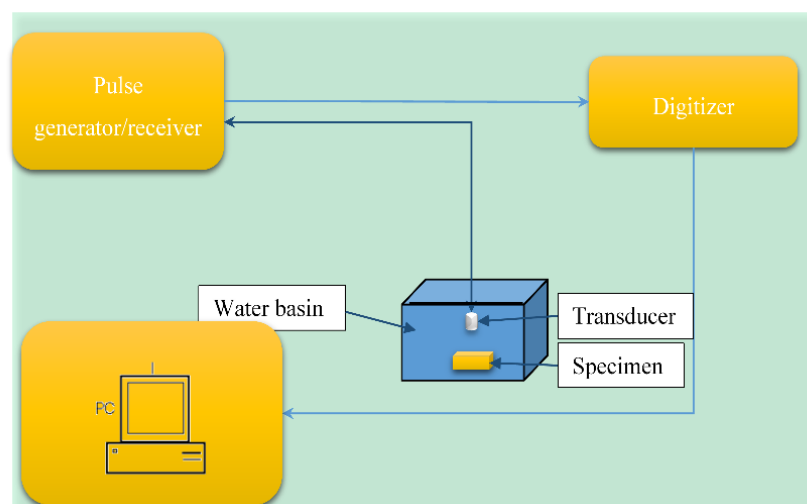 Pulse
generator/receiver
Digitizer
Water basin
Transducer
Specimen
PC